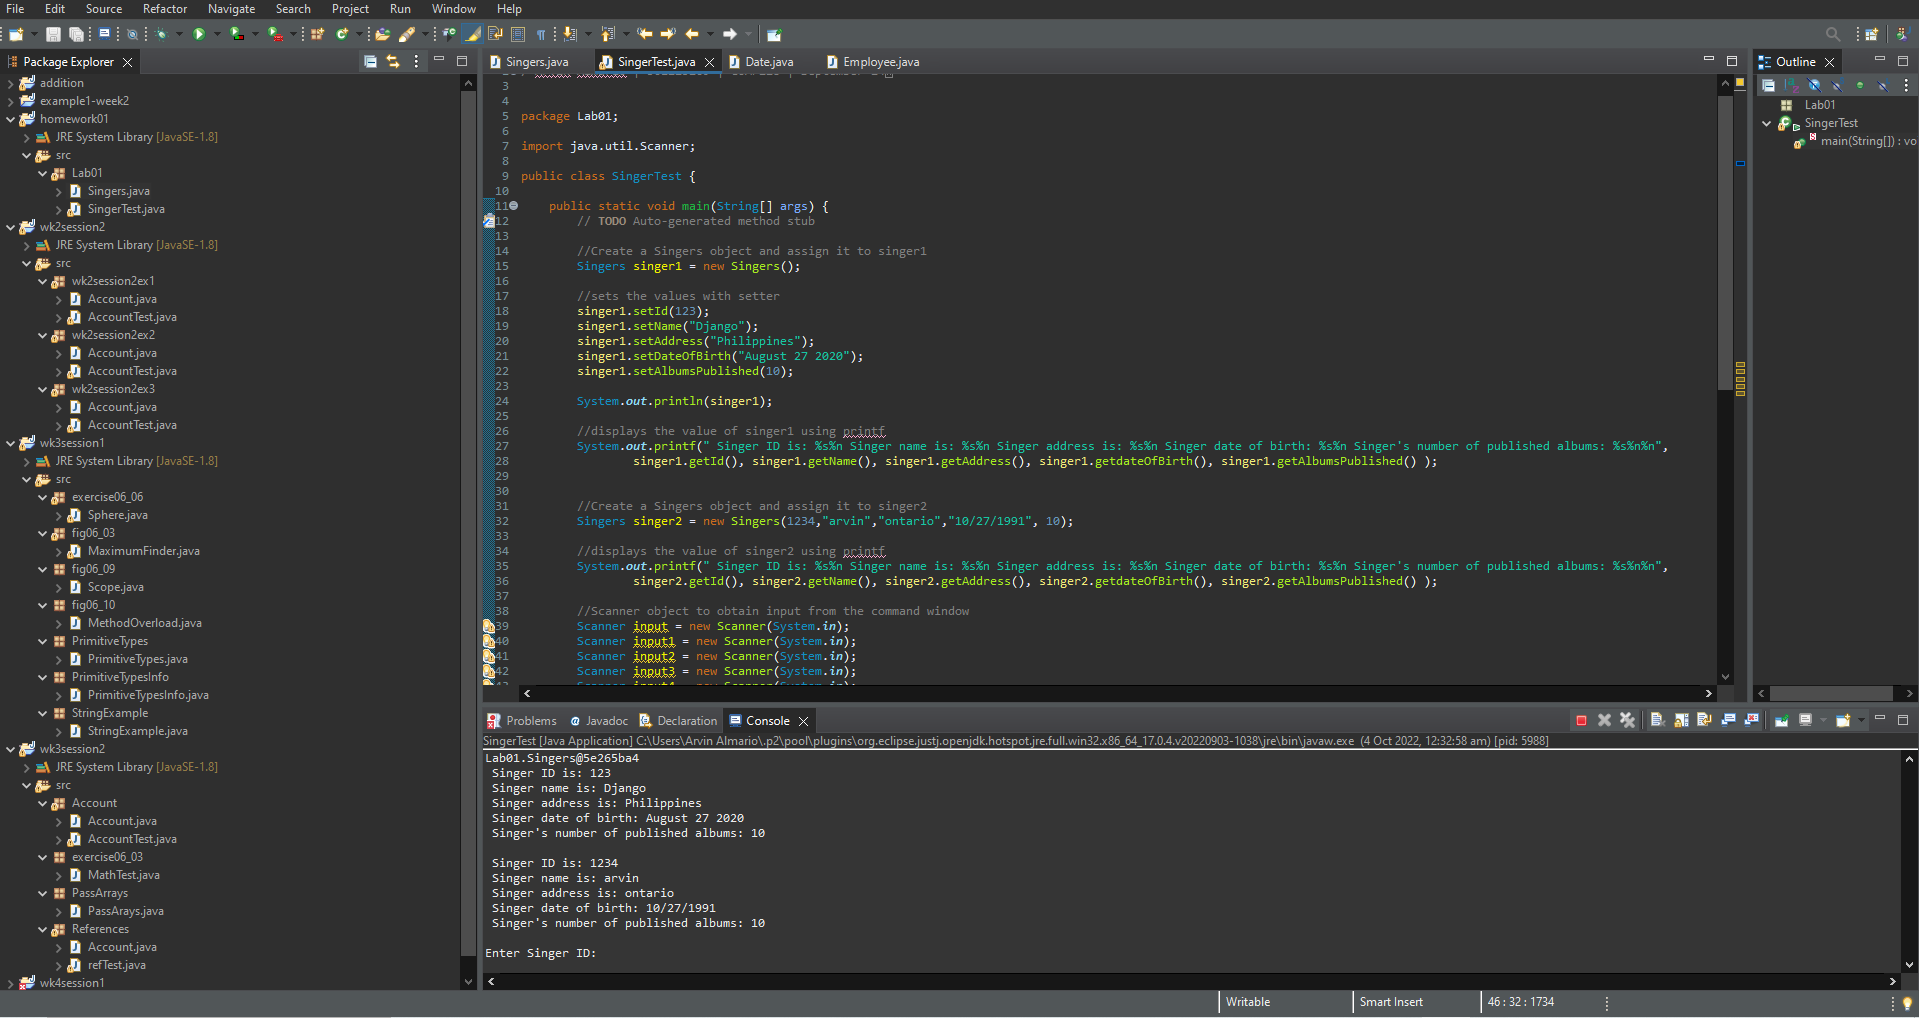 File Edit Source Refactor Navigate Search Project Run Window Help
Package Explorer
addition
example1-week2
homework01
JRE System Library [JavaSE-1.8]
src
Lab01
Singers.java
SingerTest.java
wk2session2
JRE System Library [JavaSE-1.8]
src
wk2session2ex1
Account.java
AccountTest.java
wk2session2ex2
Account.java
AccountTest.java
wk2session2ex3
Account.java
AccountTest.java
wk3session1
JRE System Library [JavaSE-1.8]
src
exercise06_06
Sphere.java
fig06_03
MaximumFinder.java
fig06_09
Scope.java
fig06_10
MethodOverload.java
PrimitiveTypes
PrimitiveTypes.java
PrimitiveTypesInfo
PrimitiveTypesInfo.java
StringExample
StringExample.java
wk3session2
JRE System Library [JavaSE-1.8]
src
Account
Account.java
AccountTest.java
exercise06_03
MathTest.java
PassArrays
PassArays.java
References
Account.java
refTest.java
wk4session1
Singers.java SingerTest.java Date.java Employee.java
3
4
5 package Lab01;
6
7 import java.util.Scanner;
8
9 public class SingerTest {
10
11 public static void main(String[] args) {
12 // TODO Auto-generated method stub
13
14 //Create a Singers object and assign it to singer1
15 Singers singer1 = new Singers();
16
17 //sets the values with setter
18 singer1.setId(123);
19 singer1.setName("Django");
20 singer1.setAddress("Philippines");
21 singer1.setDateOfBirth("August 27 2020");
22 singer1.setAlbumsPublished(10);
23
24 System.out.println(singer1);
25
26 //displays the value of singer1 using printf
27 System.out.printf(" Singer ID is: %s%n Singer name is: %s%n Singer address is: %s%n Singer date of birth: %s%n Singer's number of published albums: %s%n%n",
28 singer1.getId(), singer1.getName(), singer1.getAddress(), singer1.getdateOfBirth(), singer1.getAlbumsPublished() );
29
30
31 //Create a Singers object and assign it to singer2
32 Singers singer2 = new Singers(1234,"arvin","ontario","10/27/1991", 10);
33
34 //displays the value of singer2 using printf
35 System.out.printf(" Singer ID is: %s%n Singer name is: %s%n Singer address is: %s%n Singer date of birth: %s%n Singer's number of published albums: %s%n%n",
36 singer2.getId(), singer2.getName(), singer2.getAddress(), singer2.getdateOfBirth(), singer2.getAlbumsPublished() );
37
38 //Scanner object to obtain input from the command window
39 Scanner input = new Scanner(System.in);
40 Scanner input1 = new Scanner(System.in);
41 Scanner input2 = new Scanner(System.in);
42 Scanner input3 = new Scanner(System.in);
Outline
Lab01
SingerTest
main(String[]) : vo
Problems Javadoc Declaration Console
SingerTest [Java Application] C:\Users\Arvin Almario\.p2\pool\plugins\org.eclipse.justj.openjdk.hotspot.jre.full.win32.x86_64_17.0.4.v20220903-1038\jre\bin\javaw.exe (4 Oct 2022, 12:32:58 am) [pid: 5988]
Lab01.Singers@5e265ba4
Singer ID is: 123
Singer name is: Django
Singer address is: Philippines
Singer date of birth: August 27 2020
Singer's number of published albums: 10
Singer ID is: 1234
Singer name is: arvin
Singer address is: ontario
Singer date of birth: 10/27/1991
Singer's number of published albums: 10
Enter Singer ID:
Writable Smart Insert 46 : 32 : 1734